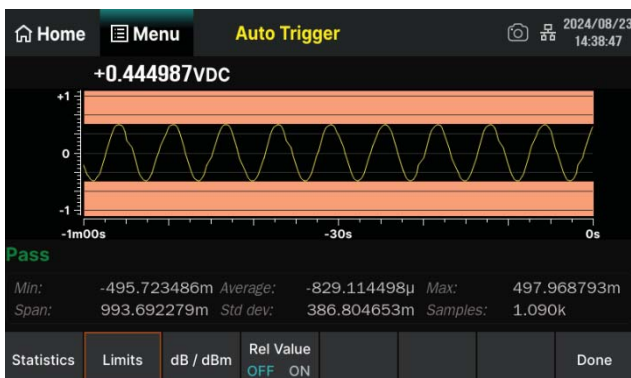 Home Menu Auto Trigger 2024/08/23
14:38:47
+0.444987VDC
+1
0
-1
-1m00s -30s 0s
Pass
Min: -495.723486m Average: -829.114498µ Max: 497.968793m
Span: 993.692279m Std dev: 386.804653m Samples: 1.090k
Statistics Limits dB / dBm Rel Value Done
OFF ON